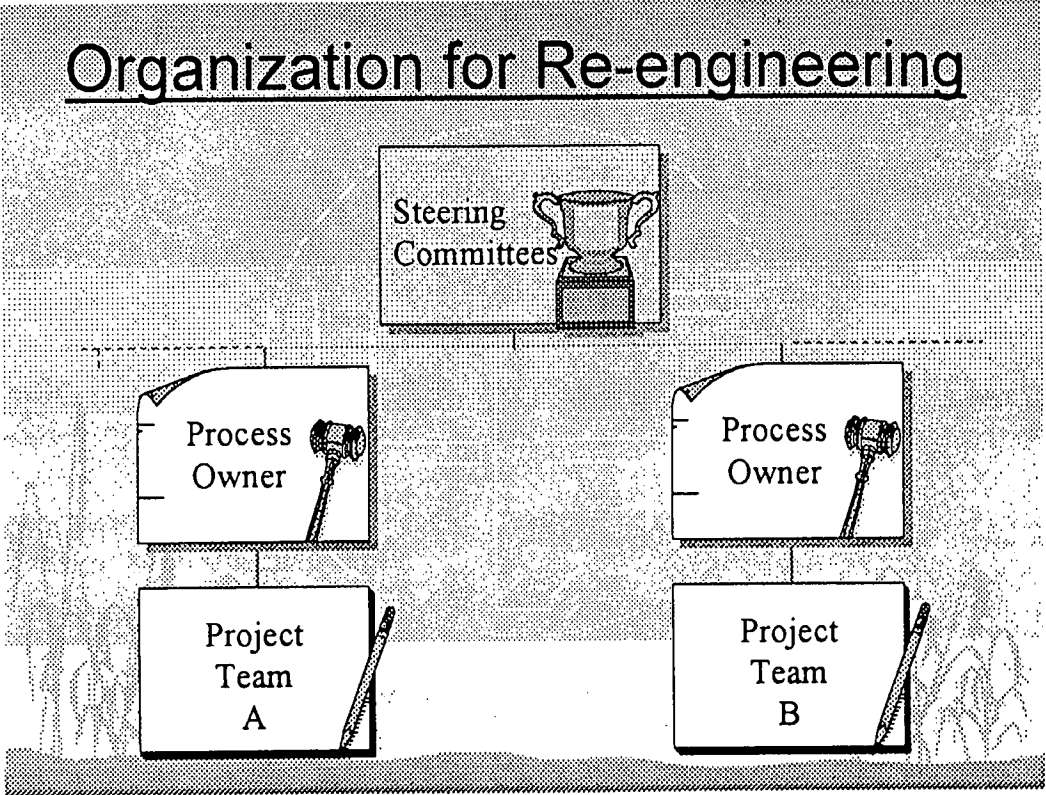 Organization for Re-engineering
Steering
Committees
Process
Owner
Process
Owner
Project
Team
A
Project
Team
B